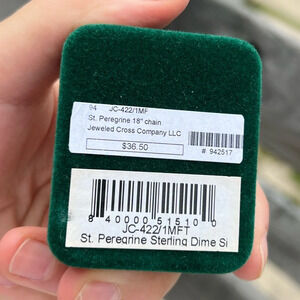 94 JC-422/1MF
St. Peregrine 18" chain.
Jeweled Cross Company LLC
$36.50
# 942517
8 40000 51510 0
JC-422/1MFT
St. Peregrine Sterling Dime Si